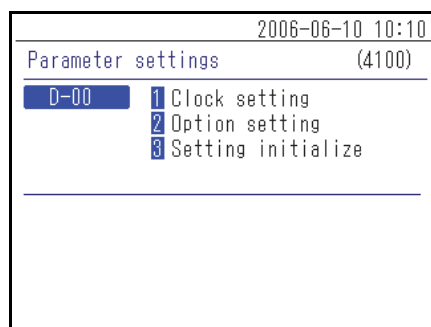 2006-06-10 10:10
Parameter settings (4100)
D-00 1 Clock setting
2 Option setting
3 Setting initialize